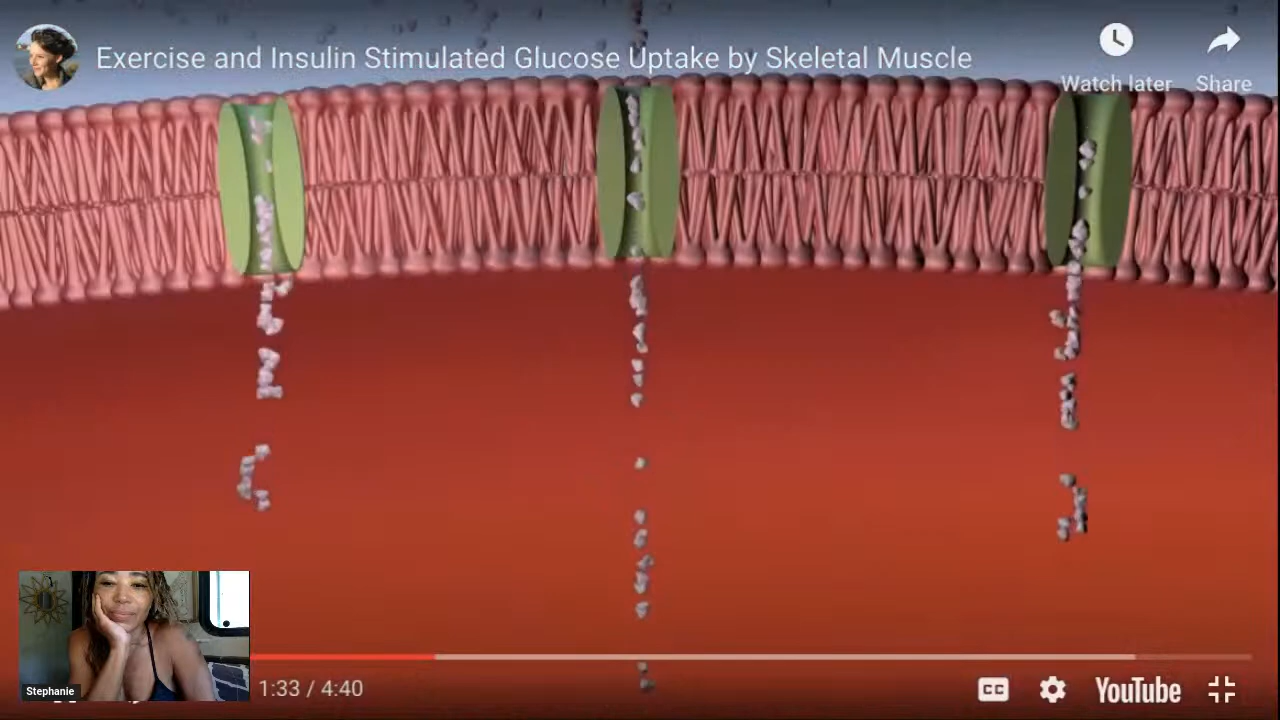 Exercise and Insulin Stimulated Glucose Uptake by Skeletal Muscle
Watch later
Share
Stephanie
1:33 / 4:40
CC
YouTube